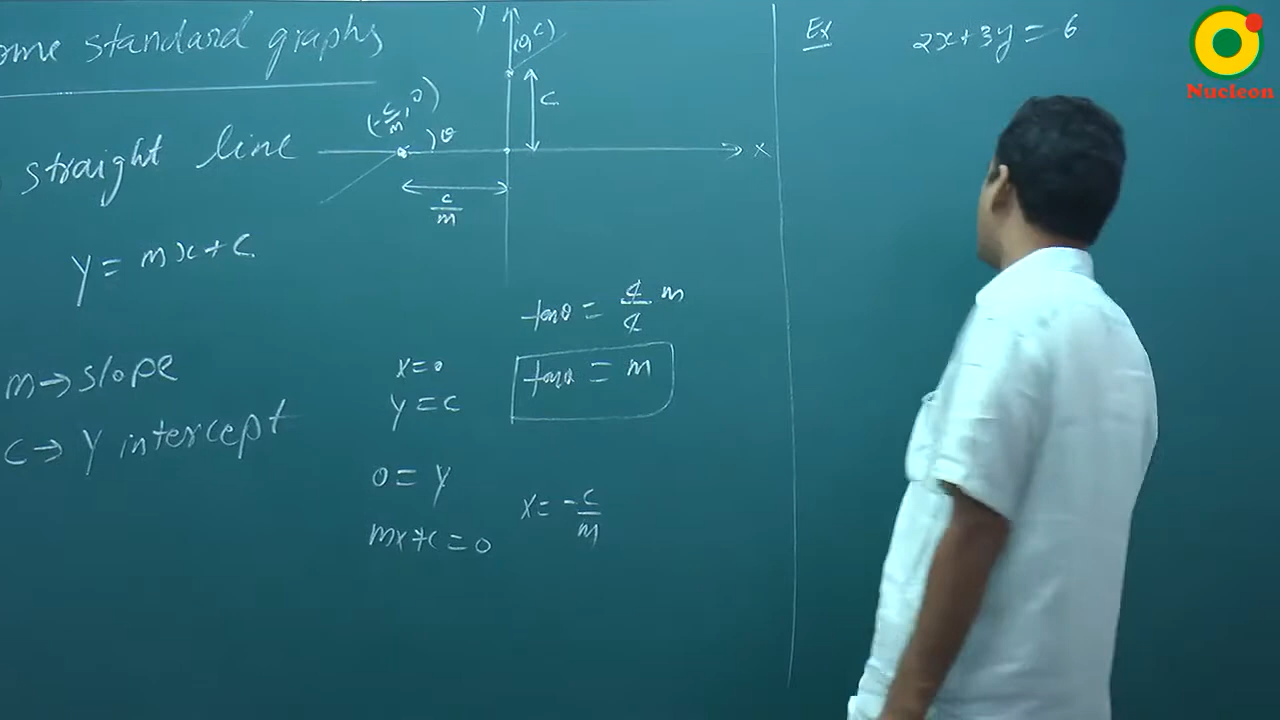 ome standard graphs
straight line
y = mx + c
m → slope
c → Y intercept
Y
(0, c)
c
(-c/m, 0)
θ
X
c/m
tanθ = c/c m
tanθ = m
x = 0
y = c
0 = y
mx + c = 0
x = -c/m
Ex
2x + 3y = 6
Nucleon